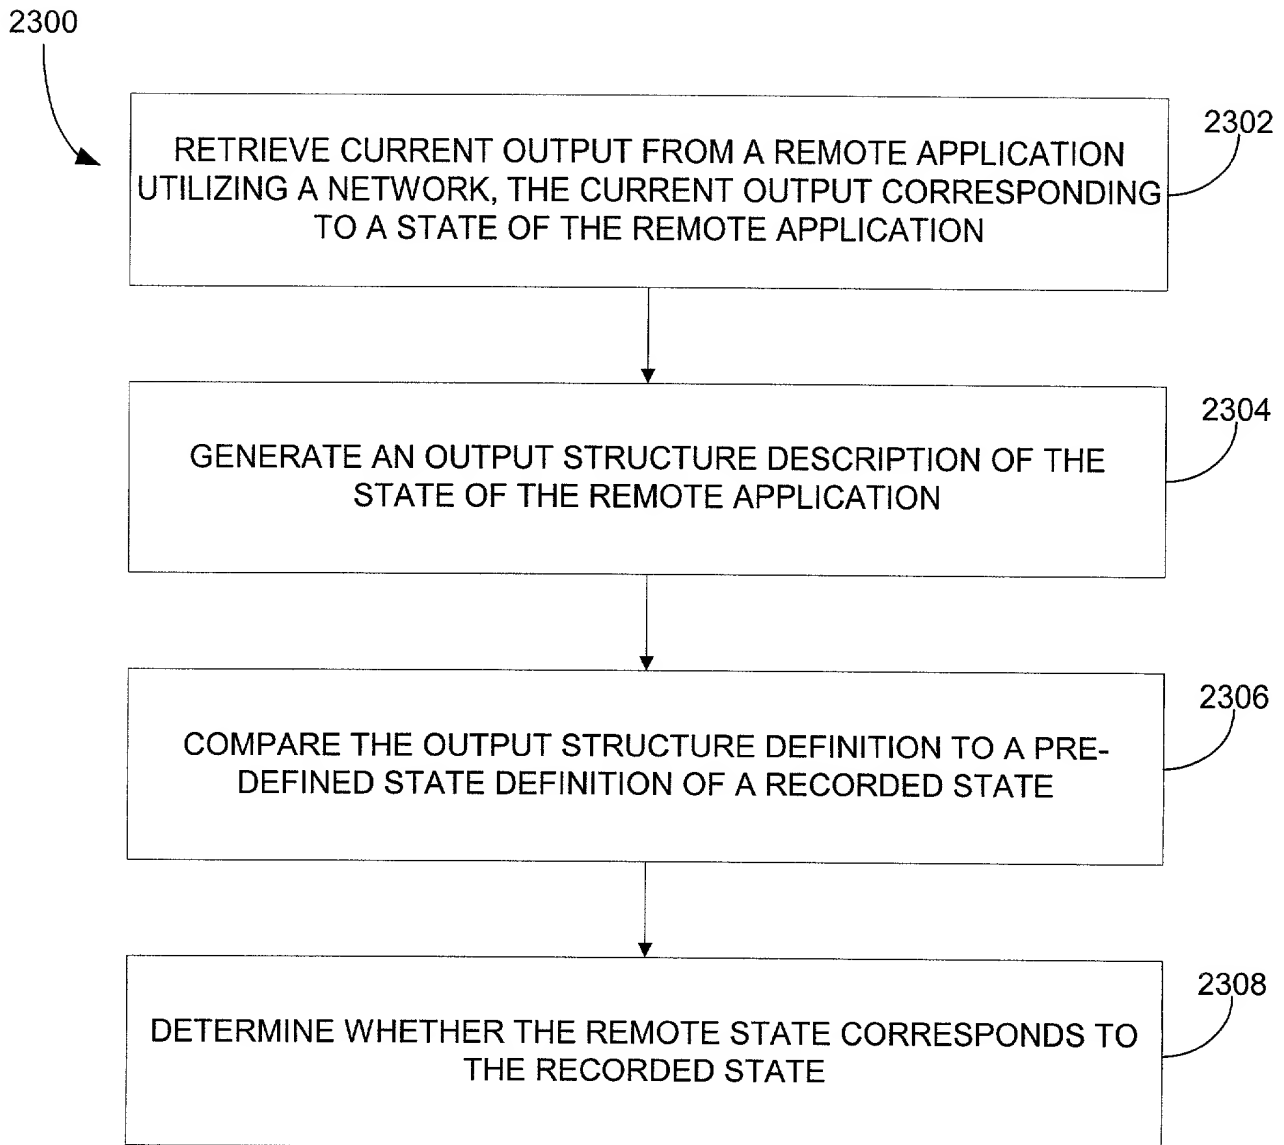 2300
RETRIEVE CURRENT OUTPUT FROM A REMOTE APPLICATION
UTILIZING A NETWORK, THE CURRENT OUTPUT CORRESPONDING
TO A STATE OF THE REMOTE APPLICATION
2302
GENERATE AN OUTPUT STRUCTURE DESCRIPTION OF THE
STATE OF THE REMOTE APPLICATION
2304
COMPARE THE OUTPUT STRUCTURE DEFINITION TO A PRE-
DEFINED STATE DEFINITION OF A RECORDED STATE
2306
DETERMINE WHETHER THE REMOTE STATE CORRESPONDS TO
THE RECORDED STATE
2308